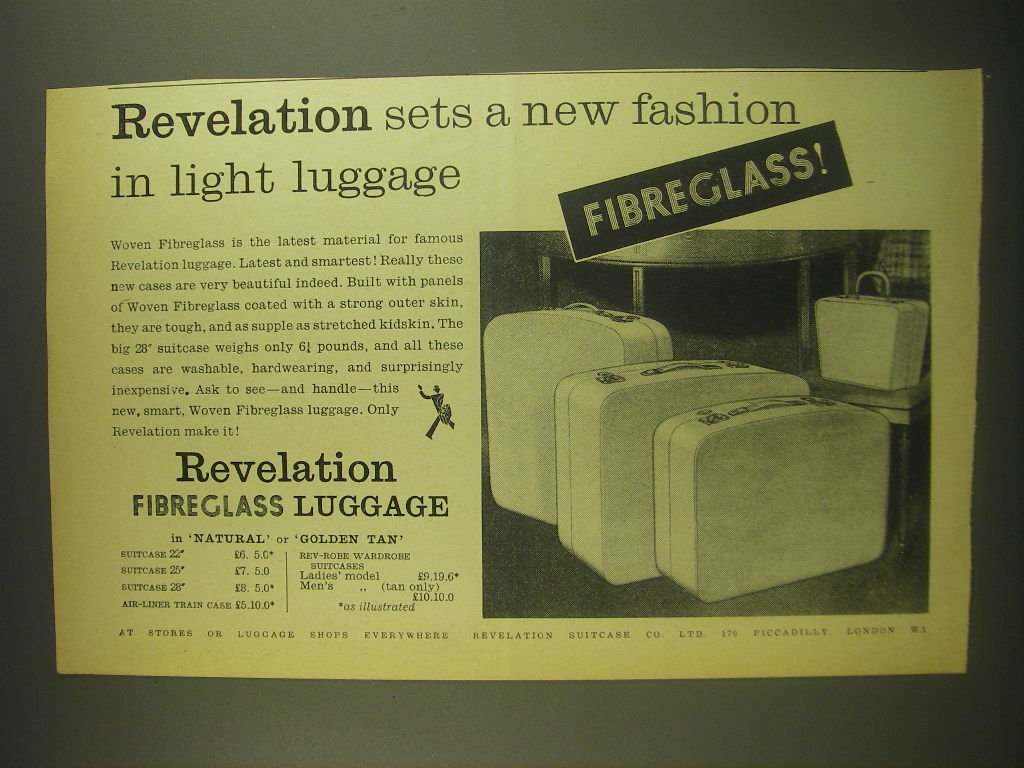 Revelation sets a new fashion
in light luggage
FIBREGLASS!
Woven Fibreglass is the latest material for famous
Revelation luggage. Latest and smartest! Really these
new cases are very beautiful indeed. Built with panels
of Woven Fibreglass coated with a strong outer skin,
they are tough, and as supple as stretched kidskin. The
big 28″ suitcase weighs only 6¼ pounds, and all these
cases are washable, hardwearing, and surprisingly
inexpensive. Ask to see—and handle—this
new, smart, Woven Fibreglass luggage. Only
Revelation make it!
Revelation
FIBREGLASS LUGGAGE
in ‘NATURAL’ or ‘GOLDEN TAN’
SUITCASE 22″ £6. 5.0*
SUITCASE 25″ £7. 5.0
SUITCASE 28″ £8. 5.0*
AIR-LINER TRAIN CASE £5.10.0*
REV-ROBE WARDROBE
SUITCASES
Ladies' model £9.19.6*
Men's „ (tan only)
£10.10.0
*as illustrated
AT STORES OR LUGGAGE SHOPS EVERYWHERE REVELATION SUITCASE CO. LTD. 170 PICCADILLY. LONDON W.1